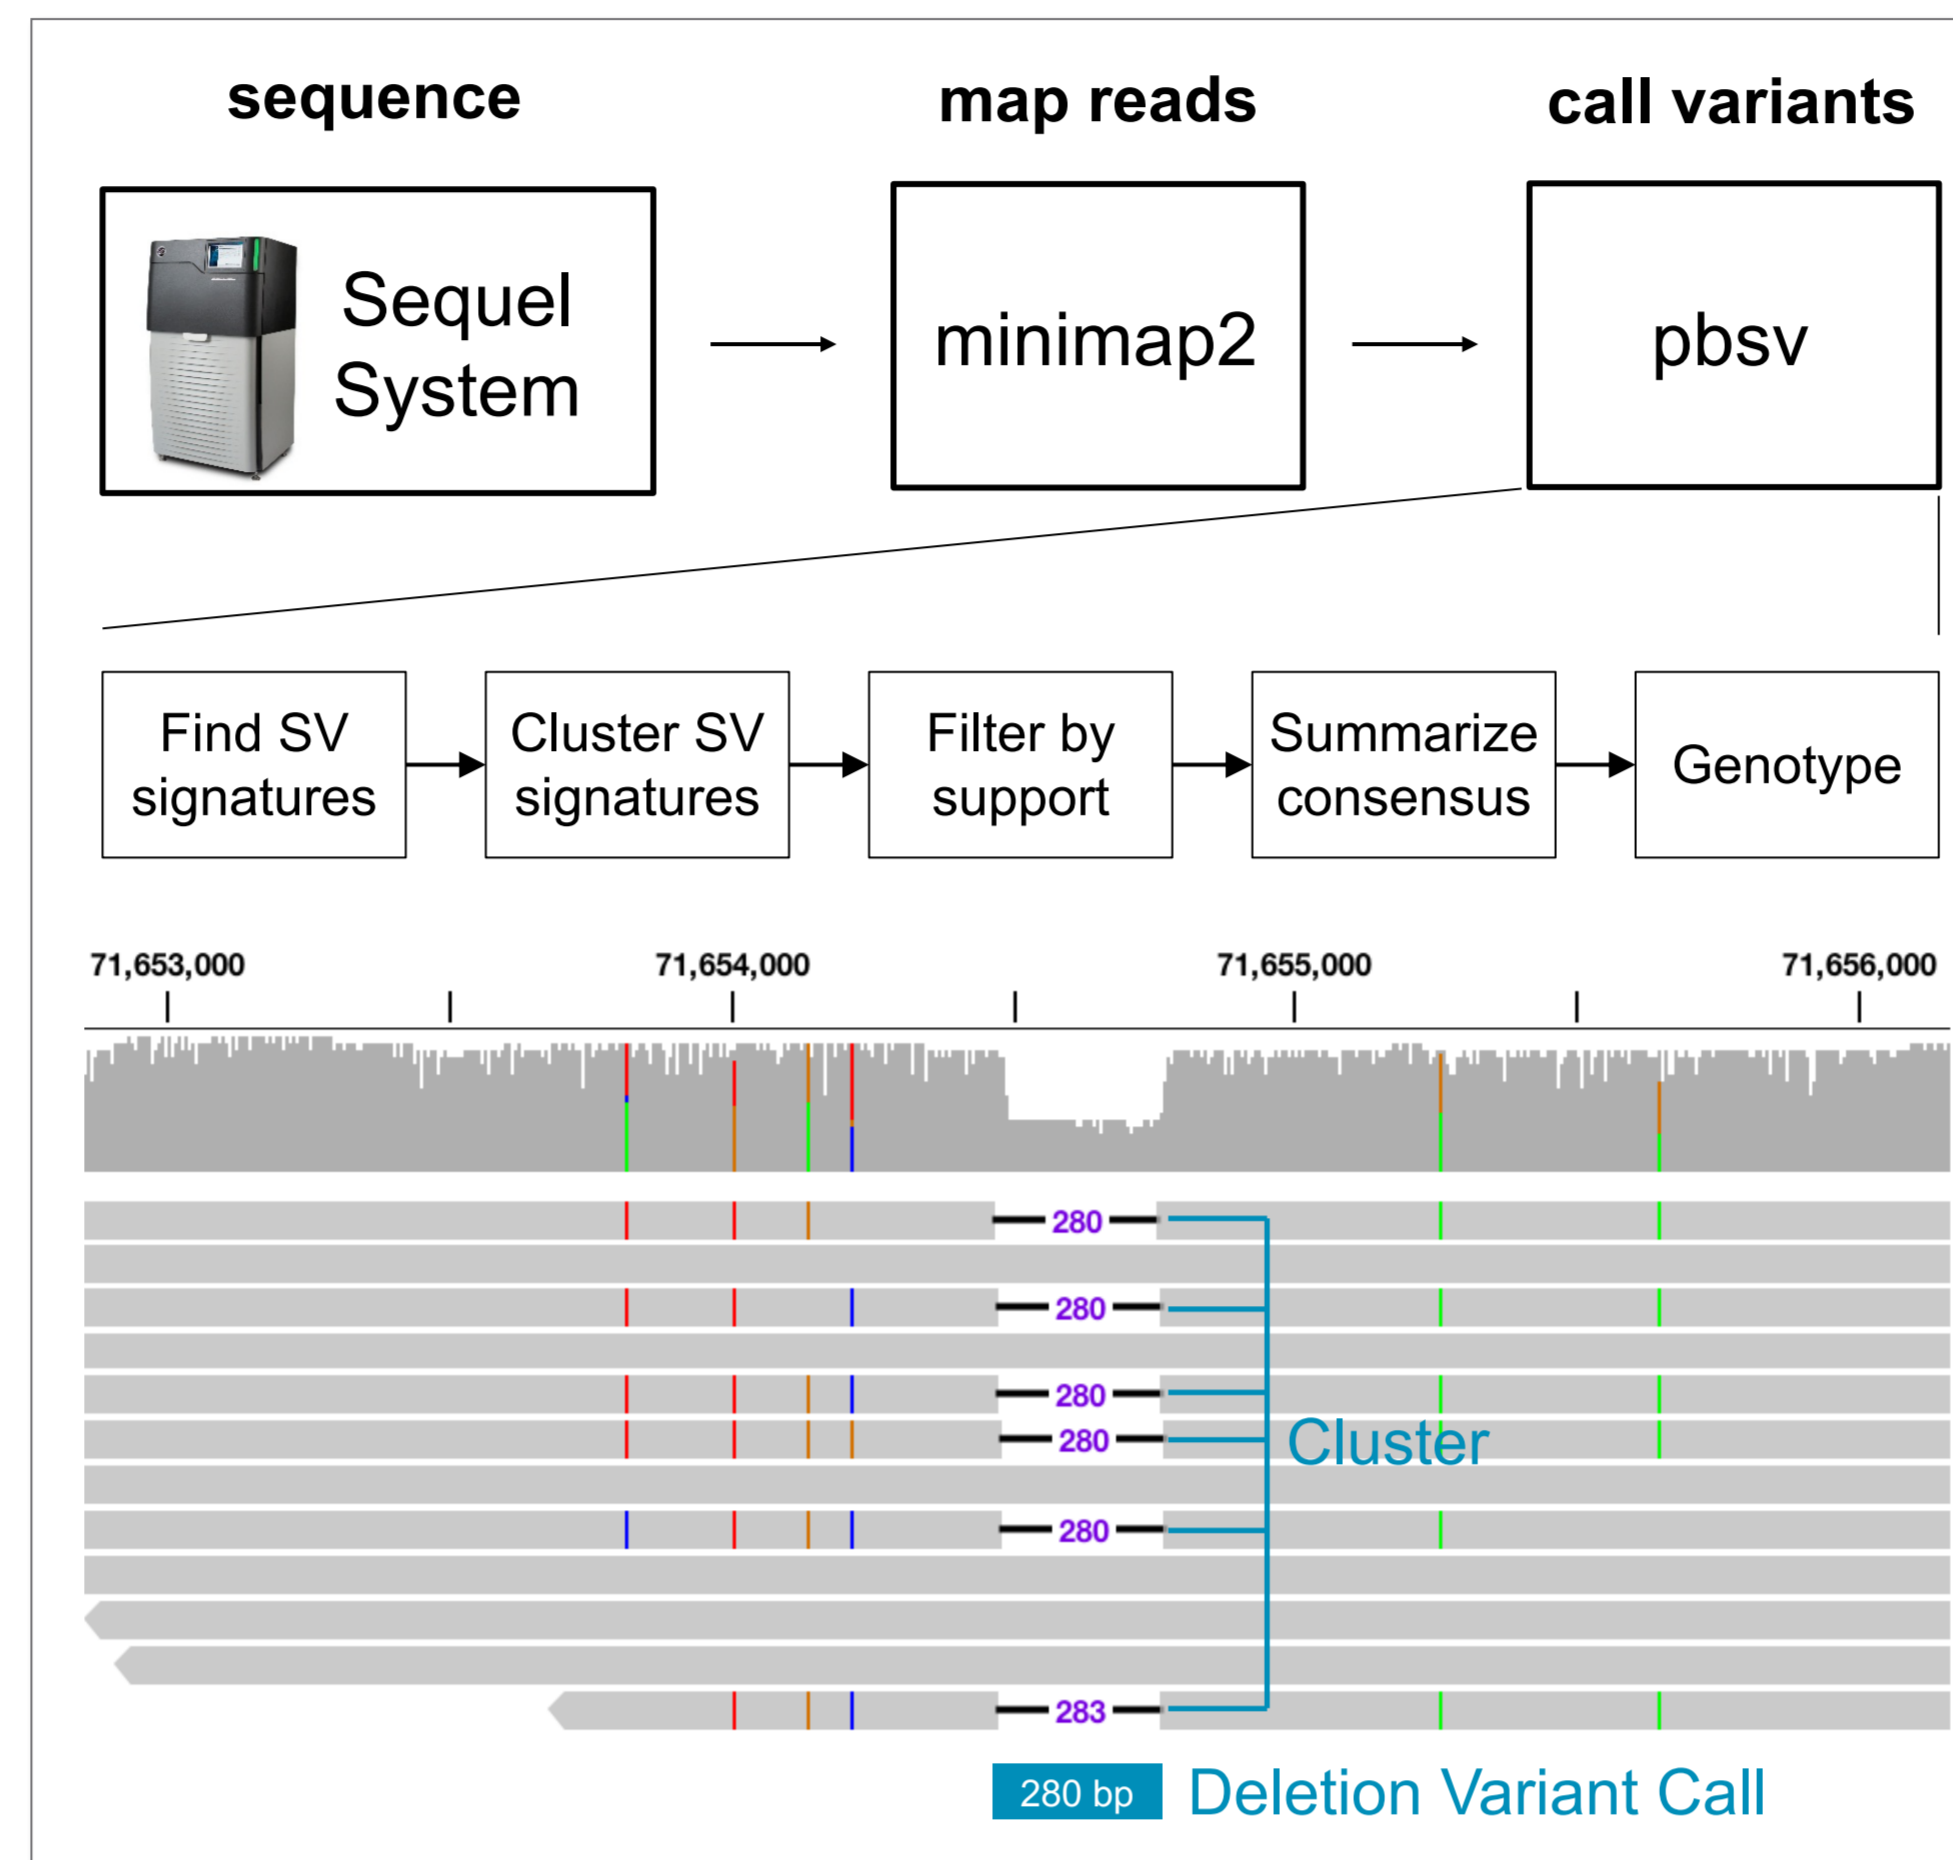 sequence
map reads
call variants
Sequel
System
minimap2
pbsv
Find SV
signatures
Cluster SV
signatures
Filter by
support
Summarize
consensus
Genotype
71,653,000
71,654,000
71,655,000
71,656,000
280
280
280
280
Cluster
280
283
280 bp
Deletion Variant Call